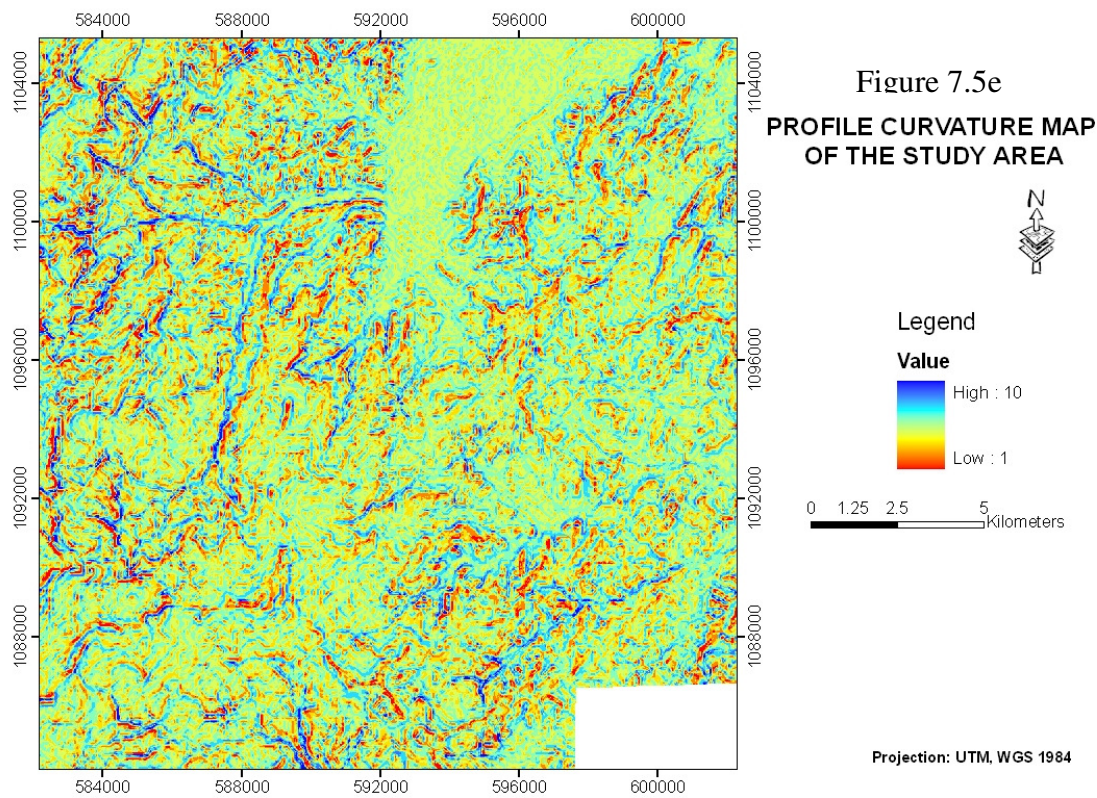 584000 588000 592000 596000 600000
1104000 1104000
1100000 1100000
1096000 1096000
1092000 1092000
1088000 1088000
584000 588000 592000 596000 600000
Figure 7.5e
PROFILE CURVATURE MAP
OF THE STUDY AREA
N
Legend
Value
High : 10
Low : 1
0 1.25 2.5 5
Kilometers
Projection: UTM, WGS 1984